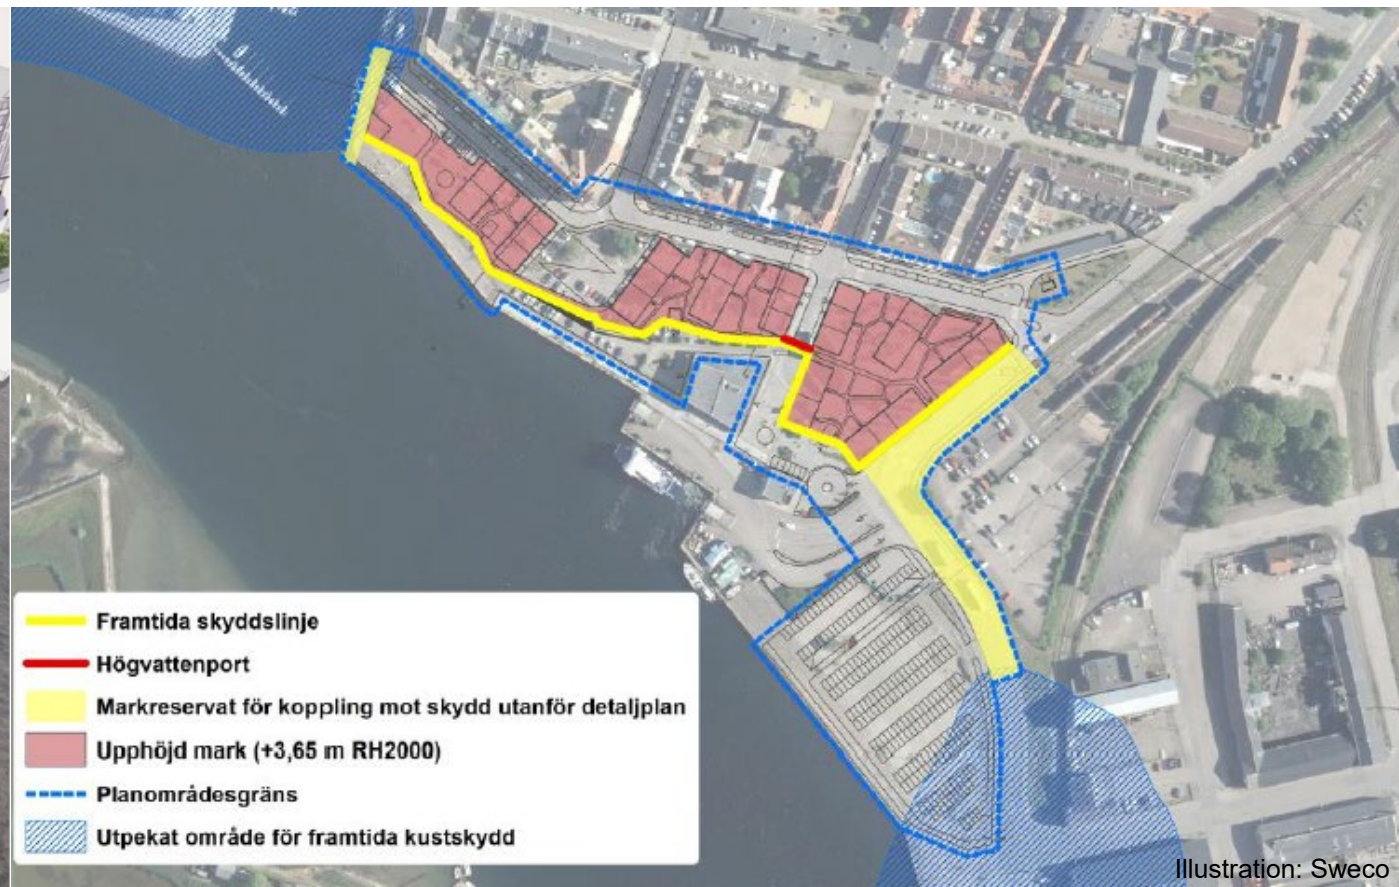 Framtida skyddslinje
Högvattenport
Markreservat för koppling mot skydd utanför detaljplan
Upphöjd mark (+3,65 m RH2000)
Planområdesgräns
Utpekat område för framtida kustskydd
Illustration: Sweco